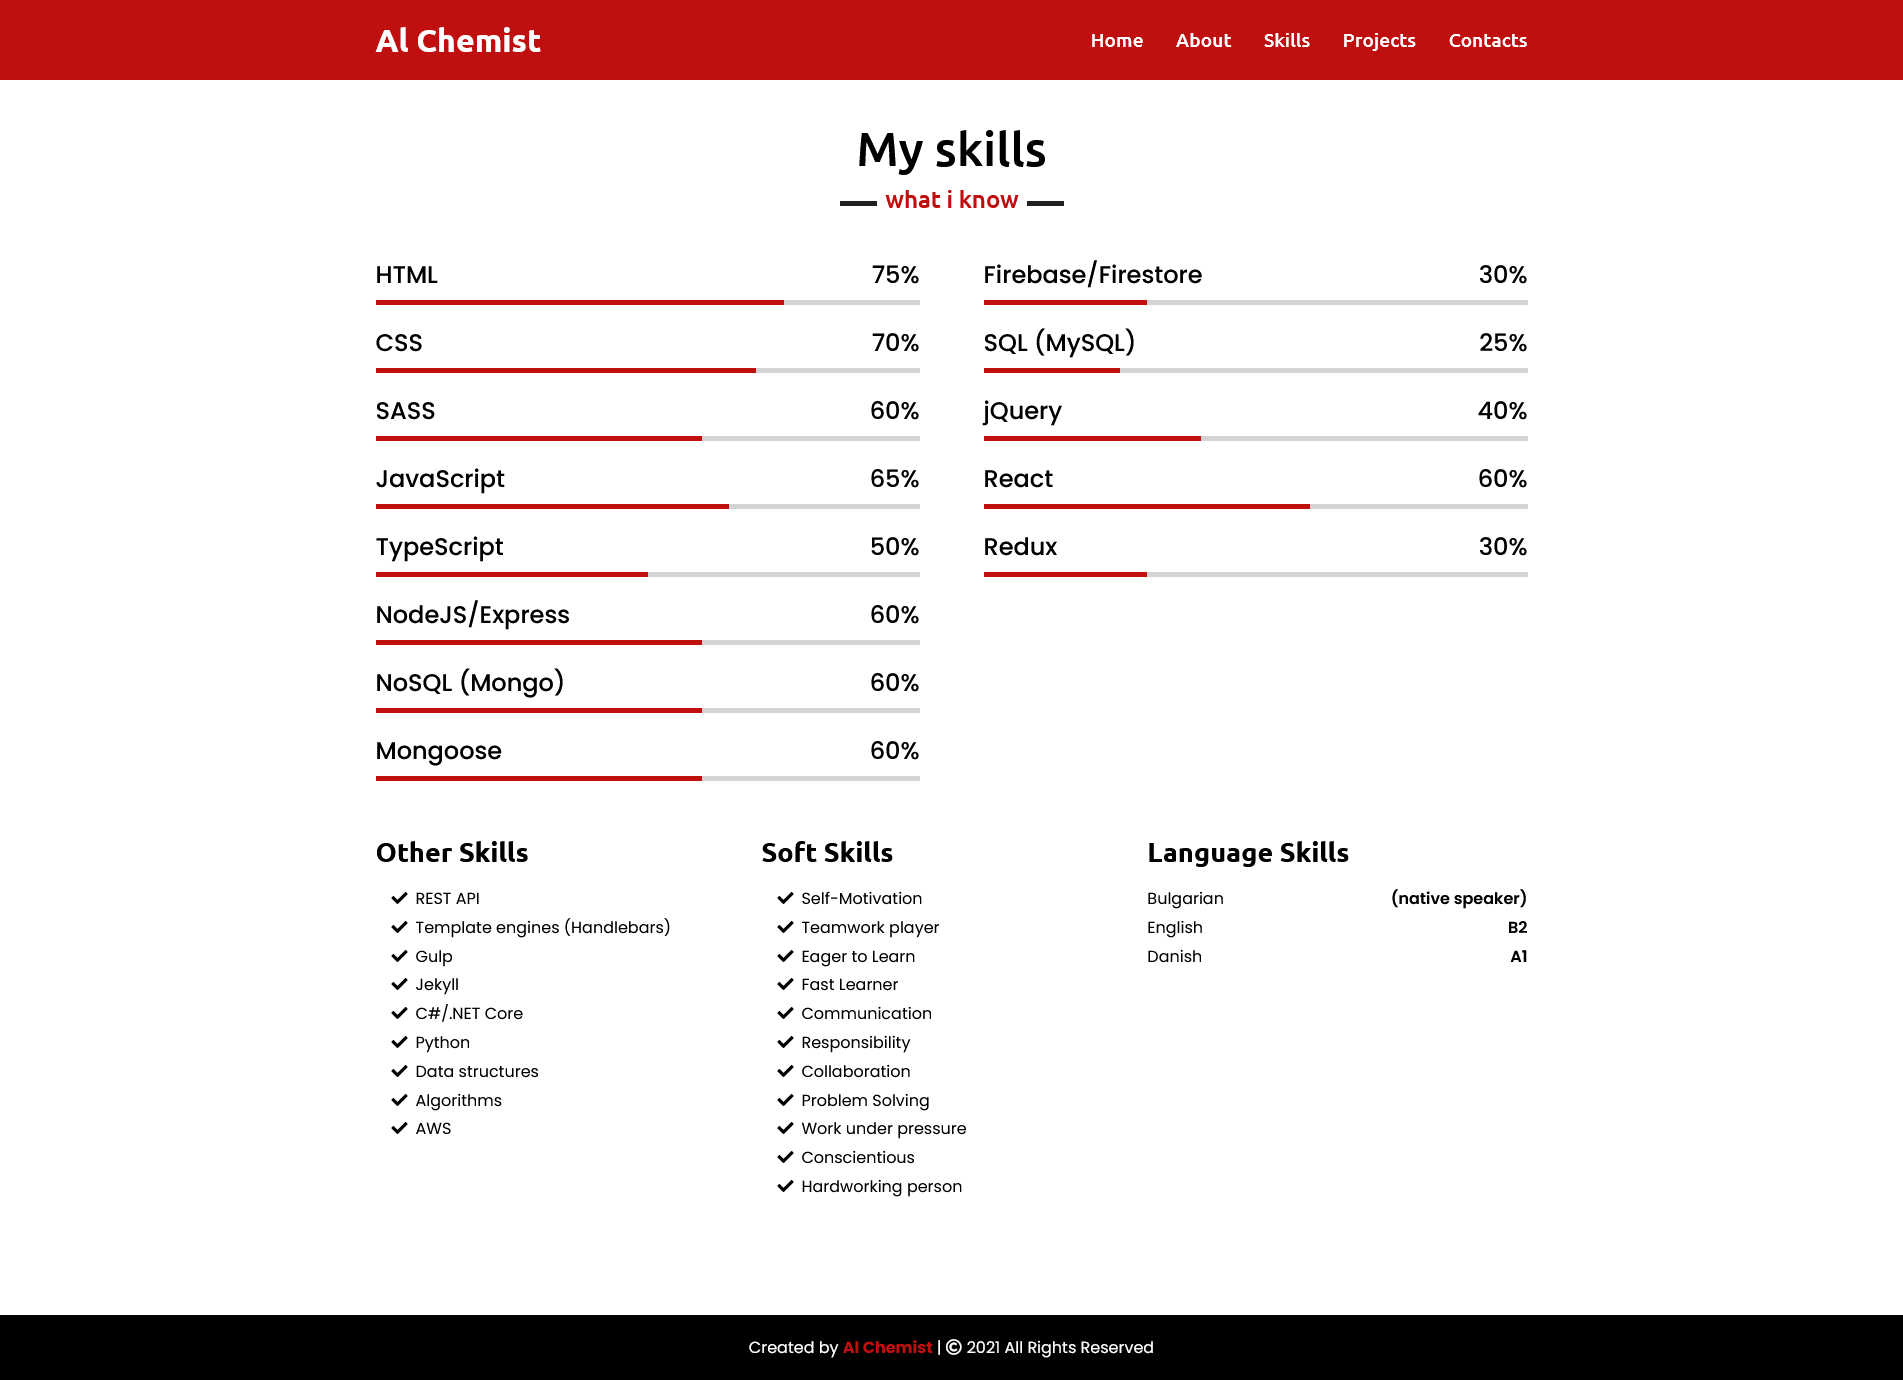 Al Chemist
Home About Skills Projects Contacts
My skills
what i know
HTML 75%
CSS 70%
SASS 60%
JavaScript 65%
TypeScript 50%
NodeJS/Express 60%
NoSQL (Mongo) 60%
Mongoose 60%
Firebase/Firestore 30%
SQL (MySQL) 25%
jQuery 40%
React 60%
Redux 30%
Other Skills
REST API
Template engines (Handlebars)
Gulp
Jekyll
C#/.NET Core
Python
Data structures
Algorithms
AWS
Soft Skills
Self-Motivation
Teamwork player
Eager to Learn
Fast Learner
Communication
Responsibility
Collaboration
Problem Solving
Work under pressure
Conscientious
Hardworking person
Language Skills
Bulgarian (native speaker)
English B2
Danish A1
Created by Al Chemist | © 2021 All Rights Reserved